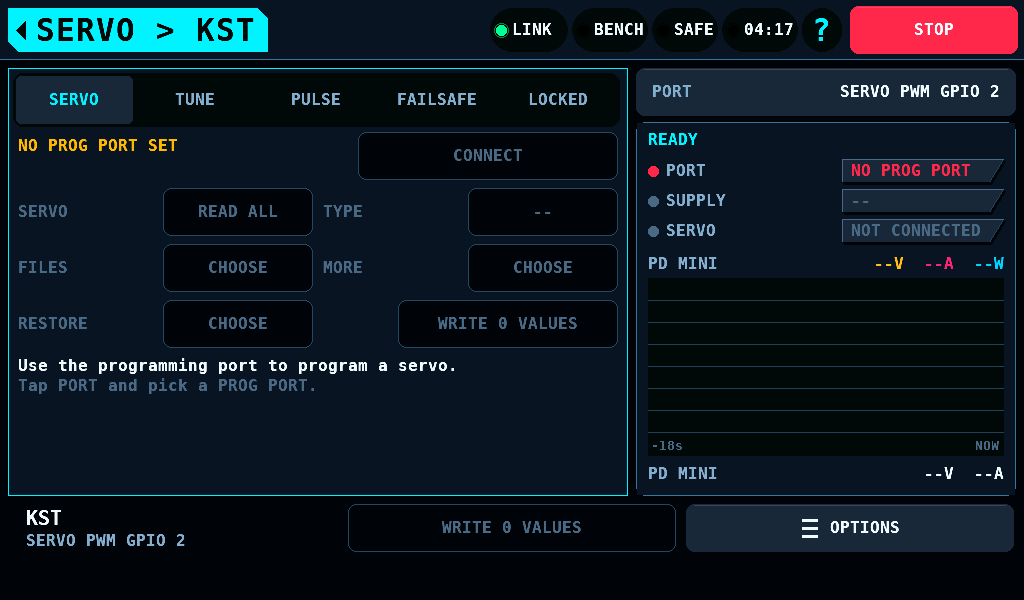 SERVO > KST
LINK
BENCH
SAFE
04:17
?
STOP
SERVO
TUNE
PULSE
FAILSAFE
LOCKED
NO PROG PORT SET
CONNECT
SERVO
READ ALL
TYPE
--
FILES
CHOOSE
MORE
CHOOSE
RESTORE
CHOOSE
WRITE 0 VALUES
Use the programming port to program a servo.
Tap PORT and pick a PROG PORT.
PORT
SERVO PWM GPIO 2
READY
PORT
NO PROG PORT
SUPPLY
--
SERVO
NOT CONNECTED
PD MINI
--V
--A
--W
-18s
NOW
PD MINI
--V
--A
KST
SERVO PWM GPIO 2
WRITE 0 VALUES
OPTIONS